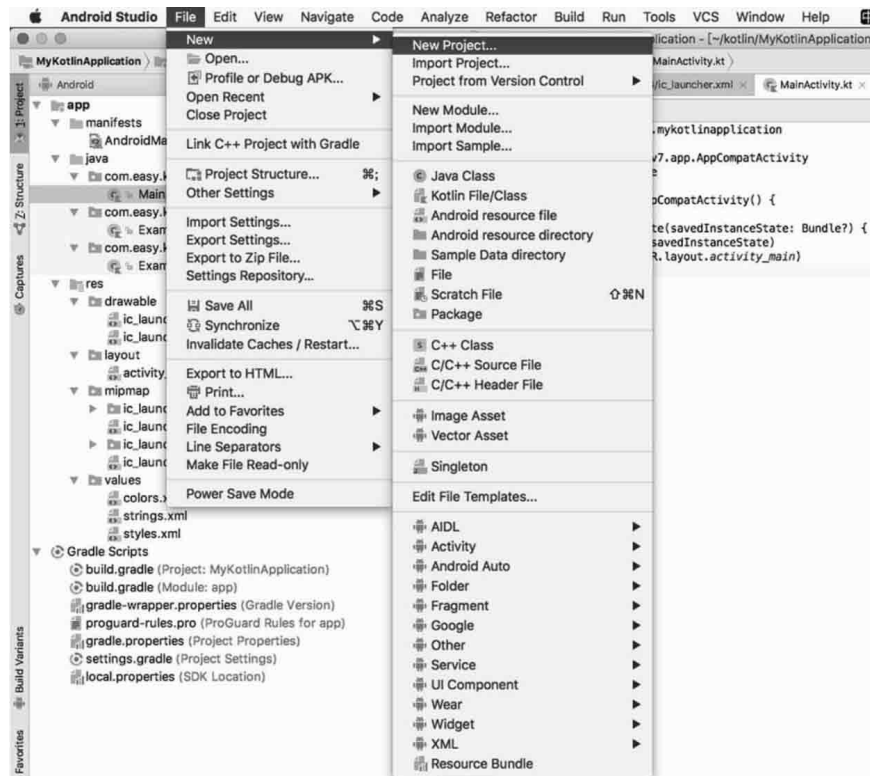 Android Studio File Edit View Navigate Code Analyze Refactor Build Run Tools VCS Window Help
lication - [~/kotlin/MyKotlinApplication
MyKotlinApplication
MainActivity.kt
Android
/ic_launcher.xml
MainActivity.kt
1: Project
Z: Structure
Captures
Build Variants
Favorites
app
manifests
AndroidMa
java
com.easy.k
Main
com.easy.k
Exam
com.easy.k
Exam
res
drawable
ic_launc
ic_launc
layout
activity_
mipmap
ic_launc
ic_launc
ic_launc
ic_launc
values
colors.x
strings.xml
styles.xml
Gradle Scripts
build.gradle (Project: MyKotlinApplication)
build.gradle (Module: app)
gradle-wrapper.properties (Gradle Version)
proguard-rules.pro (ProGuard Rules for app)
gradle.properties (Project Properties)
settings.gradle (Project Settings)
local.properties (SDK Location)
New
Open...
Profile or Debug APK...
Open Recent
Close Project
Link C++ Project with Gradle
Project Structure... ⌘;
Other Settings
Import Settings...
Export Settings...
Export to Zip File...
Settings Repository...
Save All ⌘S
Synchronize ⌥⌘Y
Invalidate Caches / Restart...
Export to HTML...
Print...
Add to Favorites
File Encoding
Line Separators
Make File Read-only
Power Save Mode
New Project...
Import Project...
Project from Version Control
New Module...
Import Module...
Import Sample...
Java Class
Kotlin File/Class
Android resource file
Android resource directory
Sample Data directory
File
Scratch File ⇧⌘N
Package
C++ Class
C/C++ Source File
C/C++ Header File
Image Asset
Vector Asset
Singleton
Edit File Templates...
AIDL
Activity
Android Auto
Folder
Fragment
Google
Other
Service
UI Component
Wear
Widget
XML
Resource Bundle
.mykotlinapplication
v7.app.AppCompatActivity
e
pCompatActivity() {
te(savedInstanceState: Bundle?) {
savedInstanceState)
R.layout.activity_main)